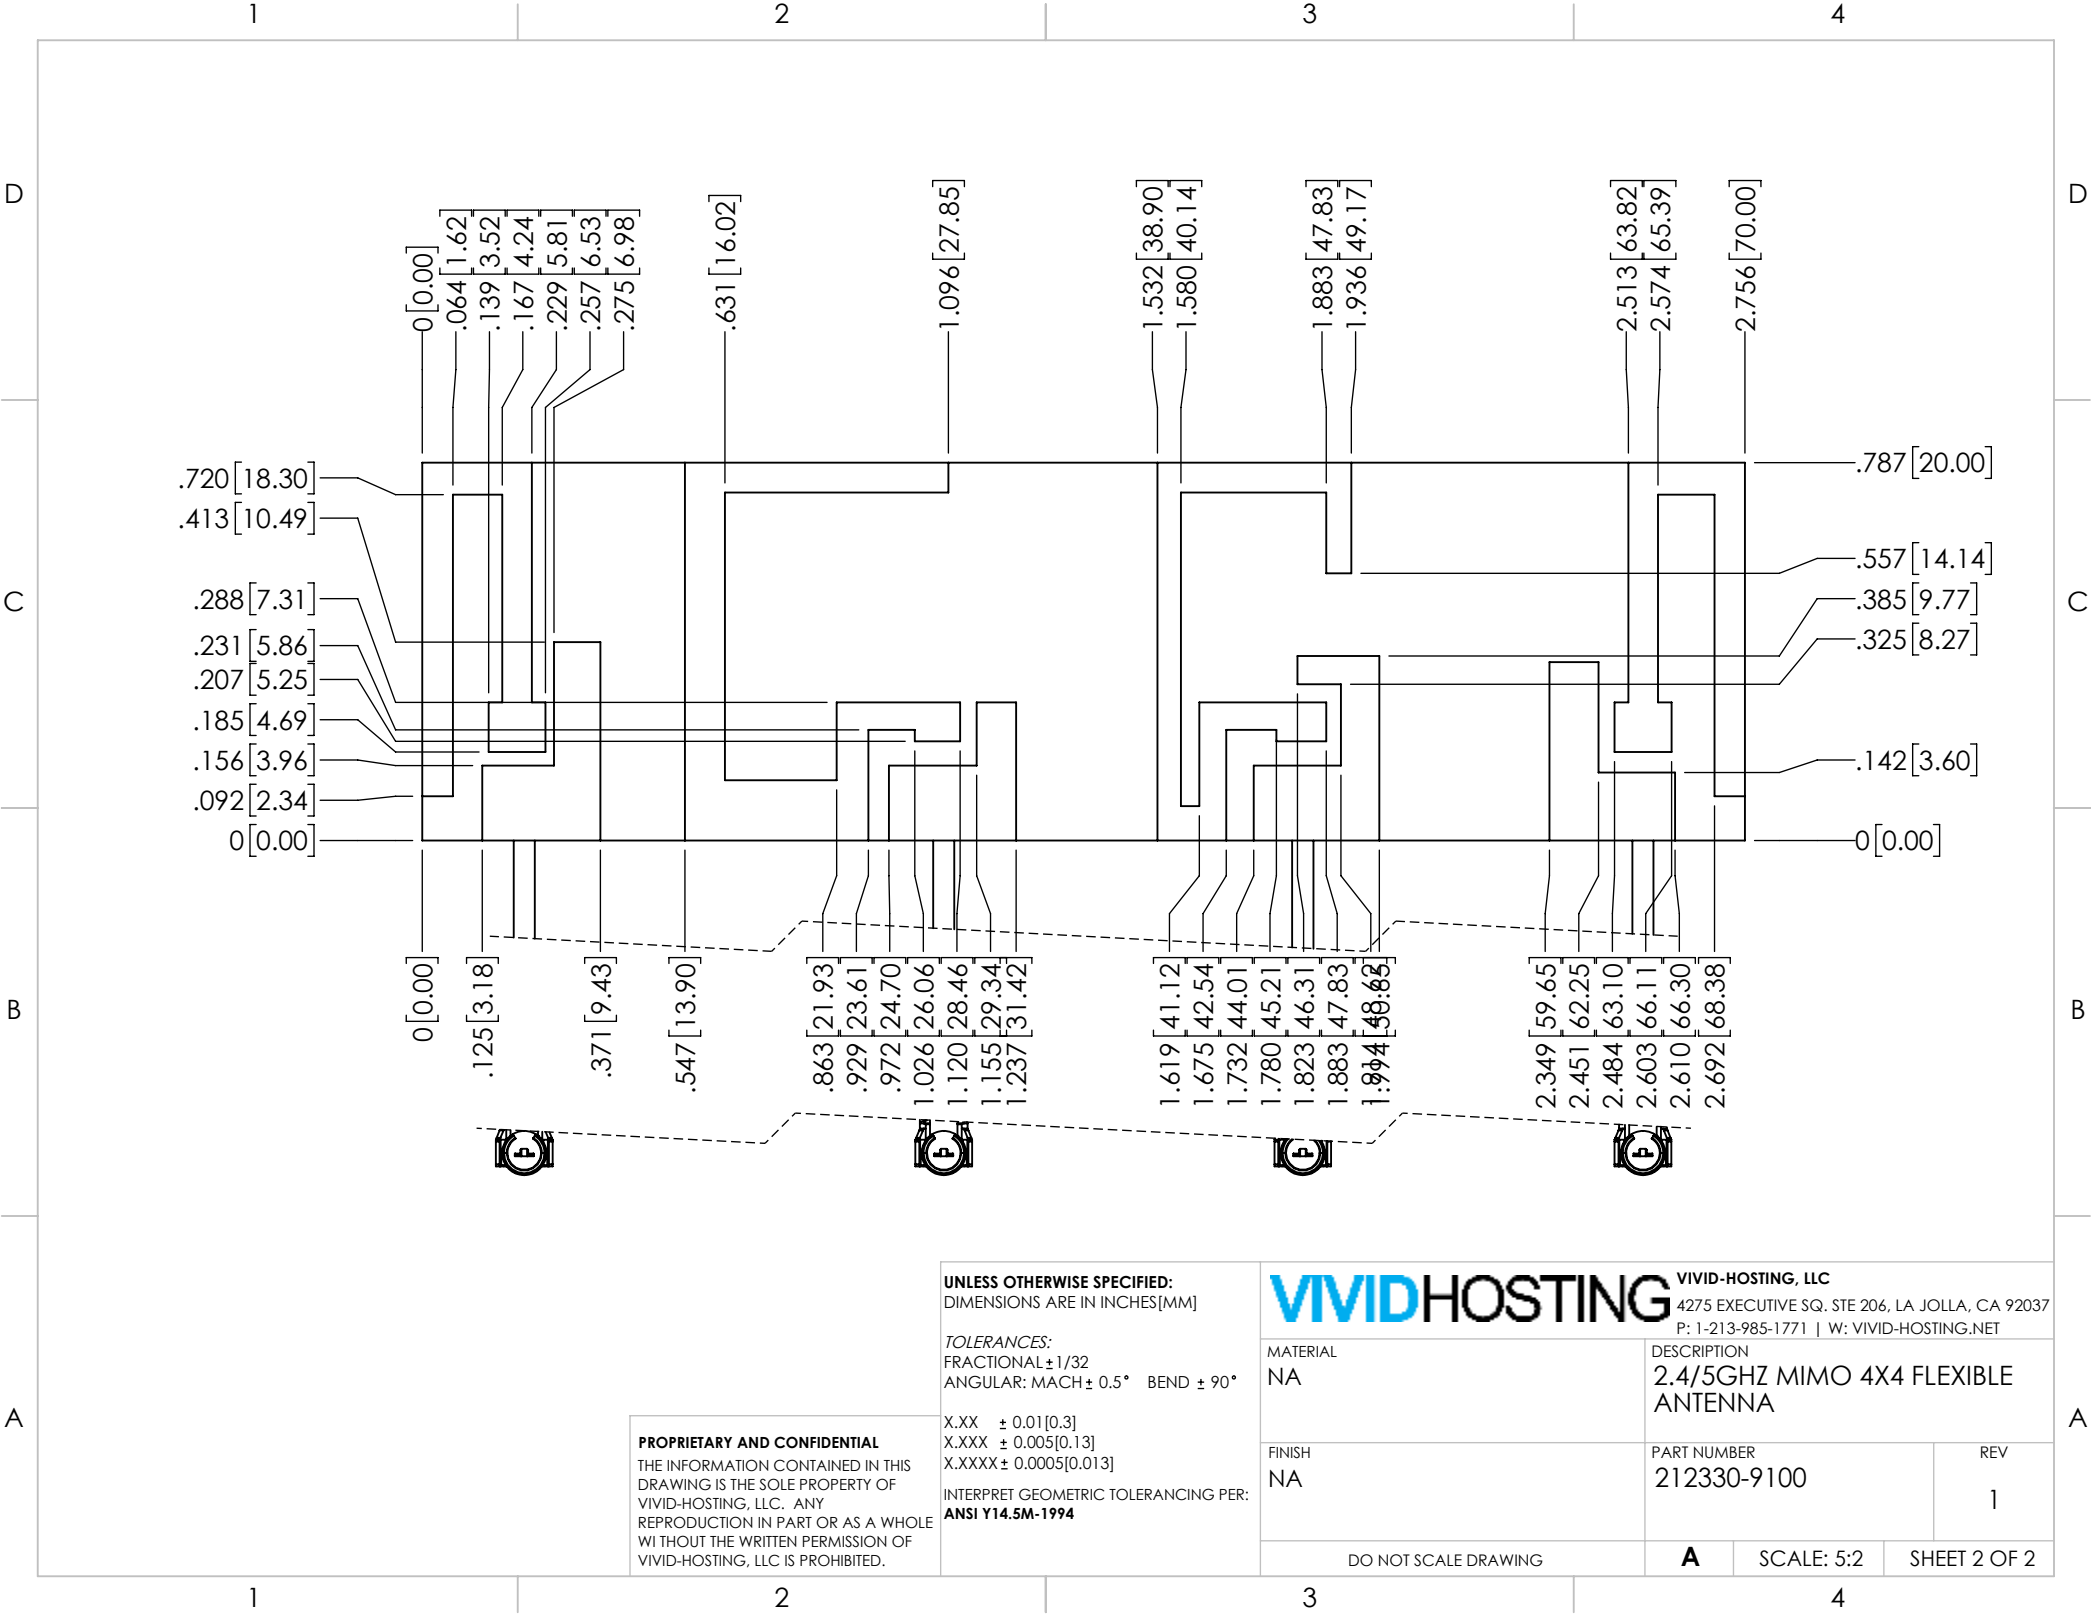 1 2 3 4
D D
0[0.00]
.064[1.62]
.139[3.52]
.167[4.24]
.229[5.81]
.257[6.53]
.275[6.98]
.631[16.02]
1.096[27.85]
1.532[38.90]
1.580[40.14]
1.883[47.83]
1.936[49.17]
2.513[63.82]
2.574[65.39]
2.756[70.00]
C C
.720[18.30]
.413[10.49]
.288[7.31]
.231[5.86]
.207[5.25]
.185[4.69]
.156[3.96]
.092[2.34]
0[0.00]
.787[20.00]
.557[14.14]
.385[9.77]
.325[8.27]
.142[3.60]
0[0.00]
B B
0[0.00]
.125[3.18]
.371[9.43]
.547[13.90]
.863[21.93]
.929[23.61]
.972[24.70]
1.026[26.06]
1.120[28.46]
1.155[29.34]
1.237[31.42]
1.619[41.12]
1.675[42.54]
1.732[44.01]
1.780[45.21]
1.823[46.31]
1.883[47.83]
2.349[59.65]
2.451[62.25]
2.484[63.10]
2.603[66.11]
2.610[66.30]
2.692[68.38]
A A
PROPRIETARY AND CONFIDENTIAL
THE INFORMATION CONTAINED IN THIS
DRAWING IS THE SOLE PROPERTY OF
VIVID-HOSTING, LLC. ANY
REPRODUCTION IN PART OR AS A WHOLE
WI THOUT THE WRITTEN PERMISSION OF
VIVID-HOSTING, LLC IS PROHIBITED.
UNLESS OTHERWISE SPECIFIED:
DIMENSIONS ARE IN INCHES[MM]
TOLERANCES:
FRACTIONAL±1/32
ANGULAR: MACH± 0.5° BEND ± 90°
X.XX ± 0.01[0.3]
X.XXX ± 0.005[0.13]
X.XXXX± 0.0005[0.013]
INTERPRET GEOMETRIC TOLERANCING PER:
ANSI Y14.5M-1994
VIVIDHOSTING
VIVID-HOSTING, LLC
4275 EXECUTIVE SQ. STE 206, LA JOLLA, CA 92037
P: 1-213-985-1771 | W: VIVID-HOSTING.NET
MATERIAL
NA
DESCRIPTION
2.4/5GHZ MIMO 4X4 FLEXIBLE
ANTENNA
FINISH
NA
PART NUMBER
212330-9100
REV
1
DO NOT SCALE DRAWING
A
SCALE: 5:2
SHEET 2 OF 2
1 2 3 4